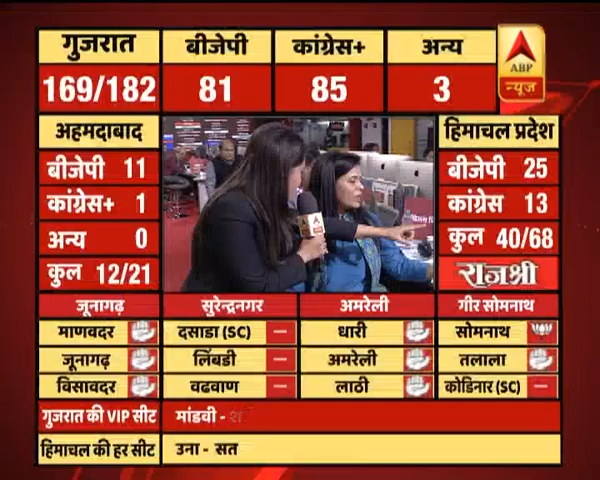 गुजरात बीजेपी कांग्रेस+ अन्य
169/182 81 85 3
ABP
न्यूज़
अहमदाबाद
बीजेपी 11
कांग्रेस+ 1
अन्य 0
कुल 12/21
हिमाचल प्रदेश
बीजेपी 25
कांग्रेस 13
कुल 40/68
राजश्री
जूनागढ़ सुरेन्द्रनगर अमरेली गीर सोमनाथ
माणवदर दसाडा (SC) — धारी सोमनाथ
जूनागढ़ लिंबडी — अमरेली तलाला
विसावदर वढवाण — लाठी कोडिनार (SC) —
गुजरात की VIP सीट मांडवी -
हिमाचल की हर सीट उना - सत